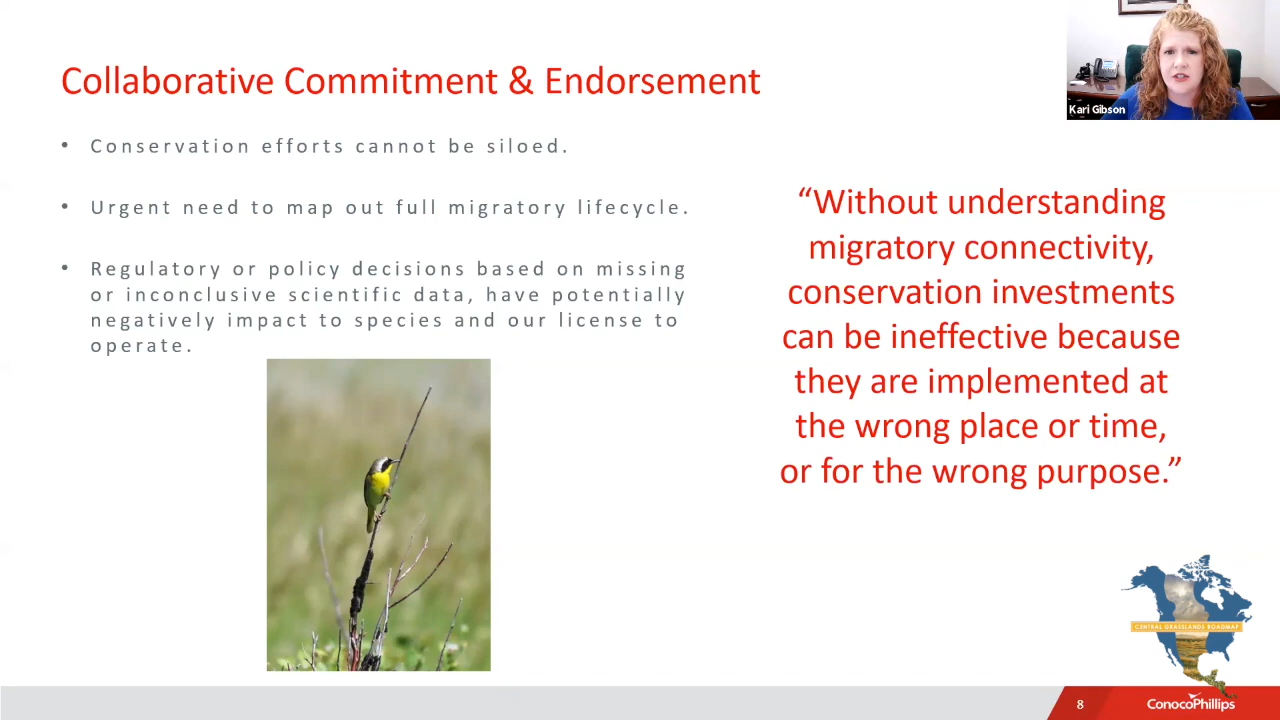 Collaborative Commitment & Endorsement
Kari Gibson
• Conservation efforts cannot be siloed.
• Urgent need to map out full migratory lifecycle.
• Regulatory or policy decisions based on missing
or inconclusive scientific data, have potentially
negatively impact to species and our license to
operate.
“Without understanding
migratory connectivity,
conservation investments
can be ineffective because
they are implemented at
the wrong place or time,
or for the wrong purpose.”
CENTRAL GRASSLANDS ROADMAP
8
ConocoPhillips